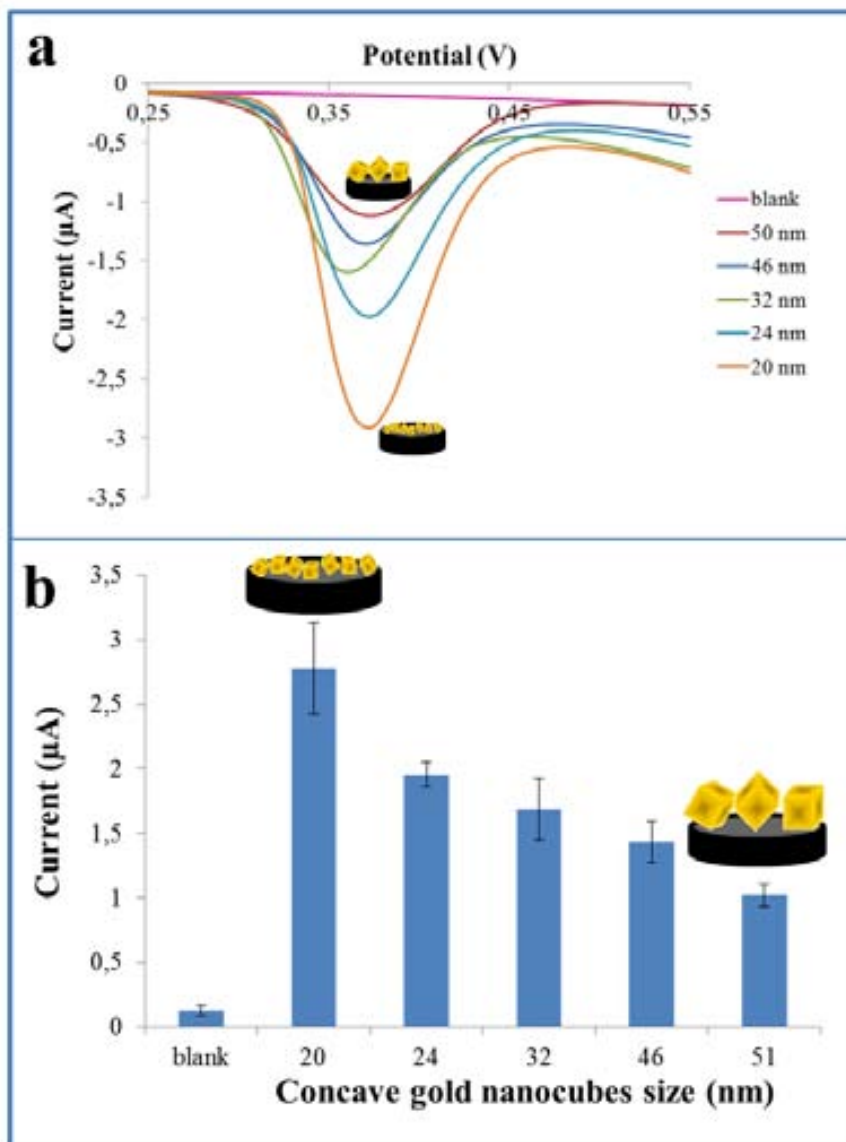 a
Potential (V)
0
0,25 0,35 0,45 0,55
-0,5
-1
-1,5
-2
-2,5
-3
-3,5
Current (µA)
blank
50 nm
46 nm
32 nm
24 nm
20 nm
b
3,5
3
2,5
2
1,5
1
0,5
0
Current (µA)
blank 20 24 32 46 51
Concave gold nanocubes size (nm)